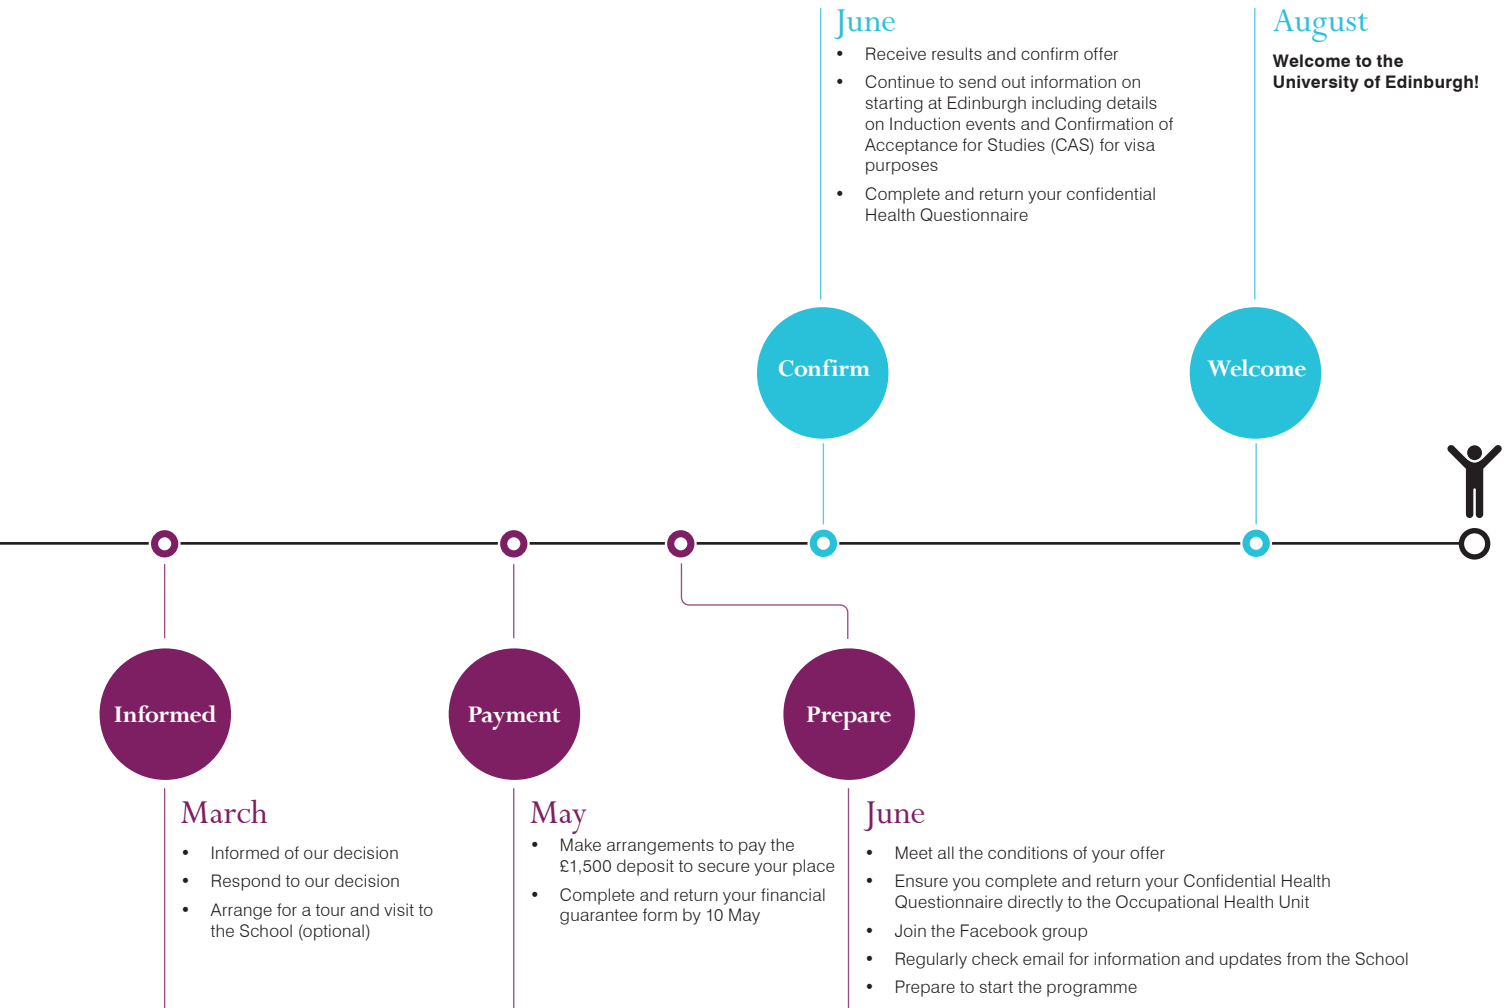 June
• Receive results and confirm offer
• Continue to send out information on
starting at Edinburgh including details
on Induction events and Confirmation of
Acceptance for Studies (CAS) for visa
purposes
• Complete and return your confidential
Health Questionnaire
August
Welcome to the
University of Edinburgh!
Confirm
Welcome
Informed
Payment
Prepare
March
• Informed of our decision
• Respond to our decision
• Arrange for a tour and visit to
the School (optional)
May
• Make arrangements to pay the
£1,500 deposit to secure your place
• Complete and return your financial
guarantee form by 10 May
June
• Meet all the conditions of your offer
• Ensure you complete and return your Confidential Health
Questionnaire directly to the Occupational Health Unit
• Join the Facebook group
• Regularly check email for information and updates from the School
• Prepare to start the programme